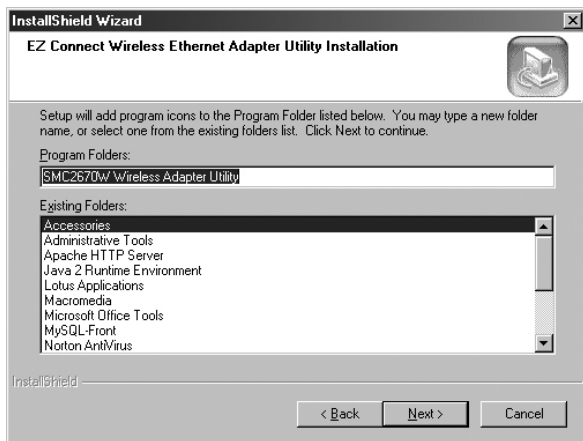 InstallShield Wizard
EZ Connect Wireless Ethernet Adapter Utility Installation
Setup will add program icons to the Program Folder listed below. You may type a new folder
name, or select one from the existing folders list. Click Next to continue.
Program Folders:
SMC2670W Wireless Adapter Utility
Existing Folders:
Accessories
Administrative Tools
Apache HTTP Server
Java 2 Runtime Environment
Lotus Applications
Macromedia
Microsoft Office Tools
MySQL-Front
Norton AntiVirus
InstallShield
< Back
Next >
Cancel